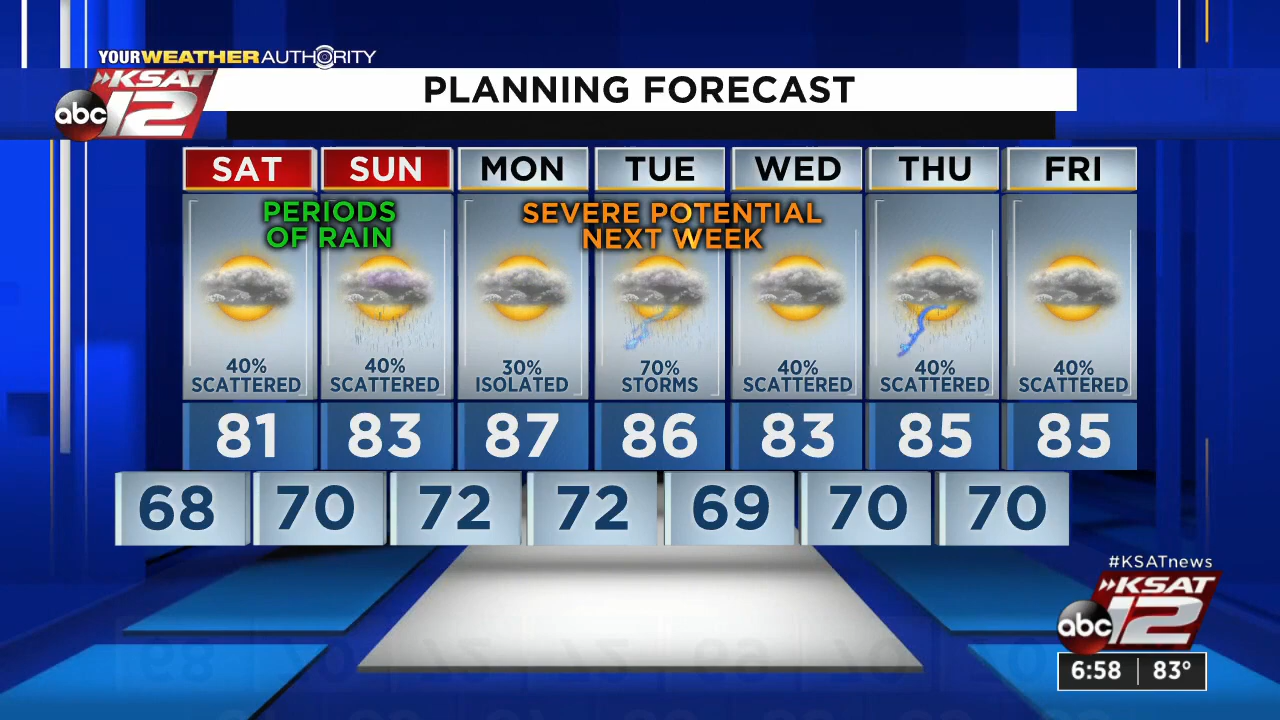 YOURWEATHERAUTHORITY
KSAT
abc 12
PLANNING FORECAST
SAT SUN MON TUE WED THU FRI
PERIODS
OF RAIN
SEVERE POTENTIAL
NEXT WEEK
40% 40% 30% 70% 40% 40% 40%
SCATTERED SCATTERED ISOLATED STORMS SCATTERED SCATTERED SCATTERED
81 83 87 86 83 85 85
68 70 72 72 69 70 70
#KSATnews
KSAT
abc 12
6:58 83°